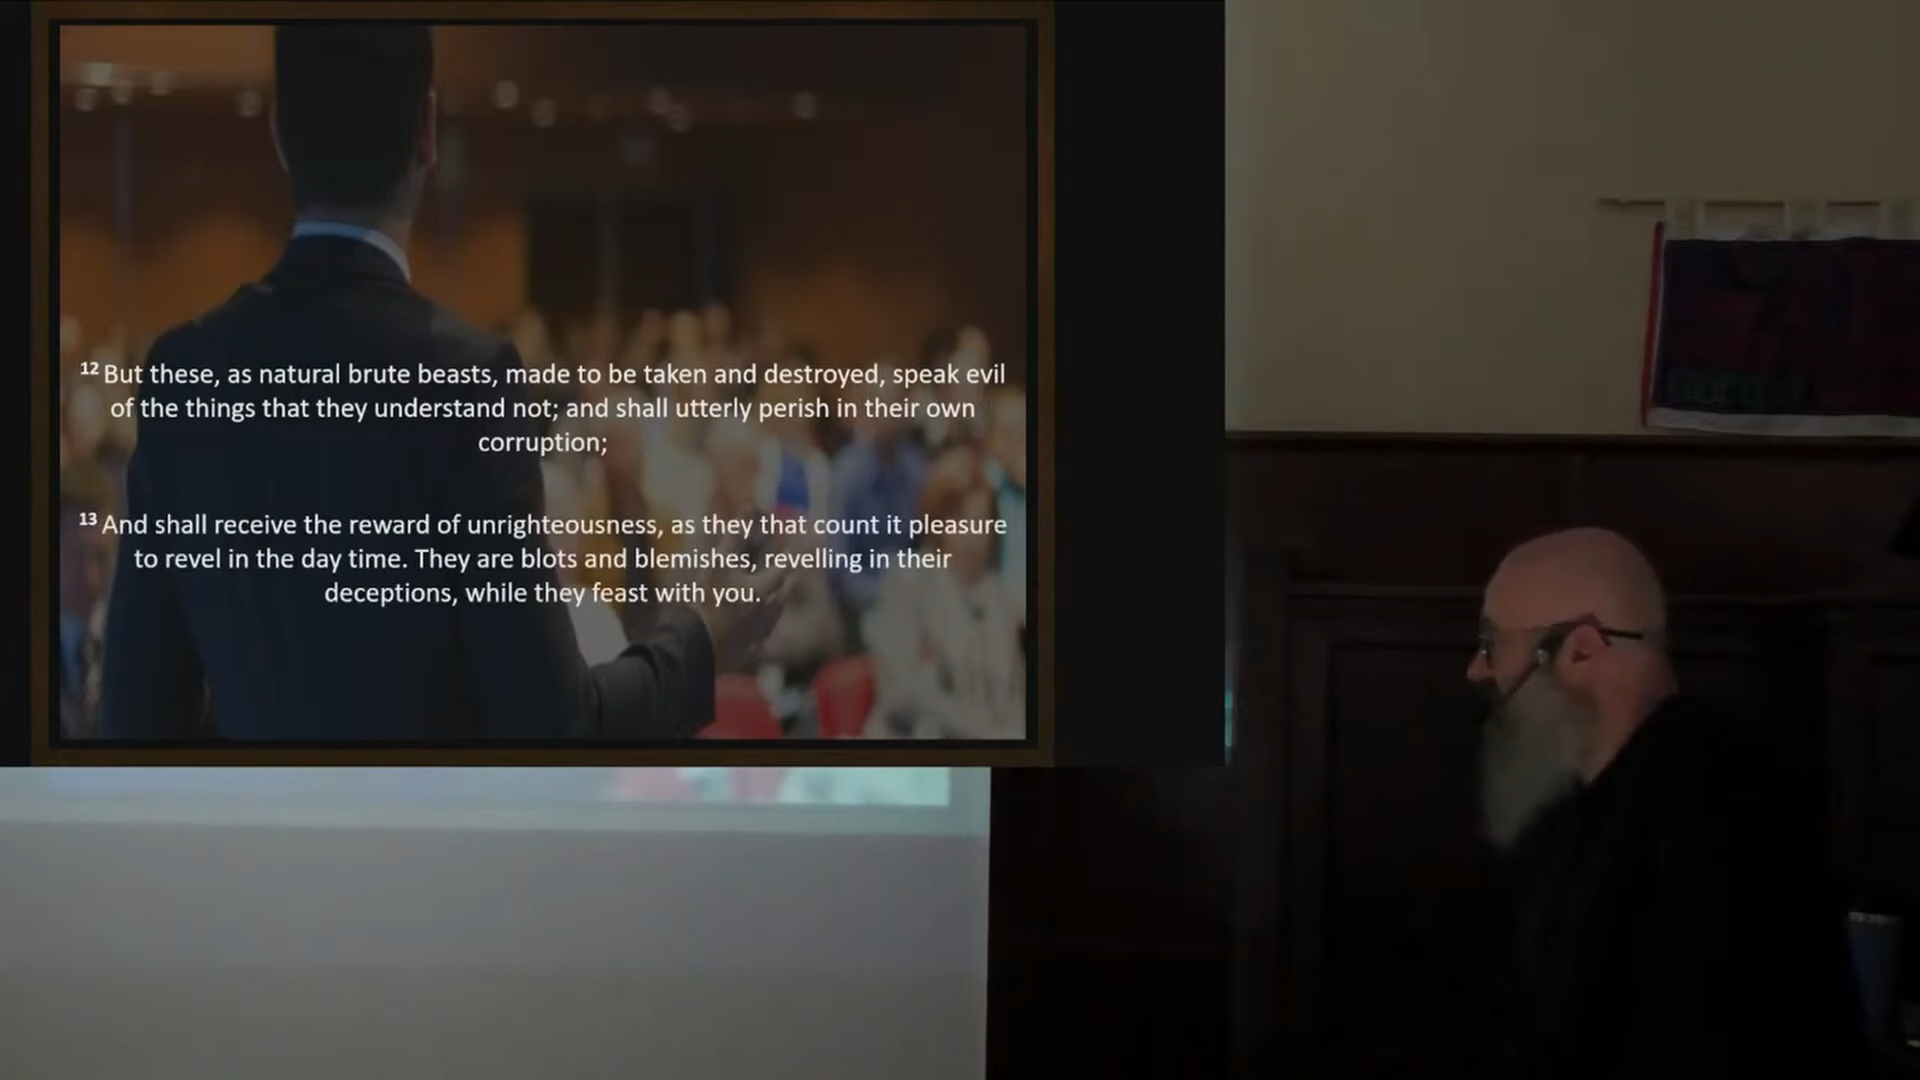 12 But these, as natural brute beasts, made to be taken and destroyed, speak evil
of the things that they understand not; and shall utterly perish in their own
corruption;
13 And shall receive the reward of unrighteousness, as they that count it pleasure
to revel in the day time. They are blots and blemishes, revelling in their
deceptions, while they feast with you.